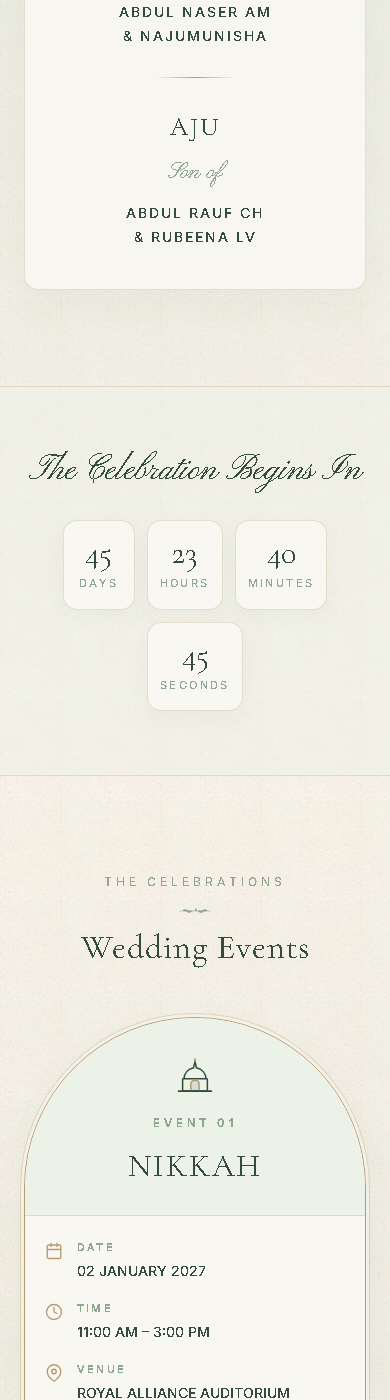 ABDUL NASER AM
& NAJUMUNISHA
AJU
Son of
ABDUL RAUF CH
& RUBEENA LV
The Celebration Begins In
45
DAYS
23
HOURS
40
MINUTES
45
SECONDS
THE CELEBRATIONS
Wedding Events
EVENT 01
NIKKAH
DATE
02 JANUARY 2027
TIME
11:00 AM – 3:00 PM
VENUE
ROYAL ALLIANCE AUDITORIUM